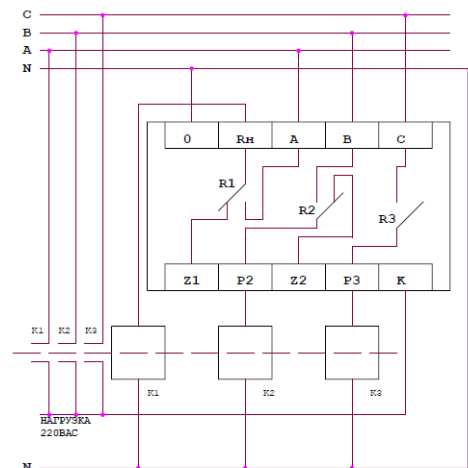 C
B
A
N
0 Rн A B C
R1
R2
R3
Z1 P2 Z2 P3 K
K1 K2 K3
K1 K2 K3
НАГРУЗКА
220ВАС
N